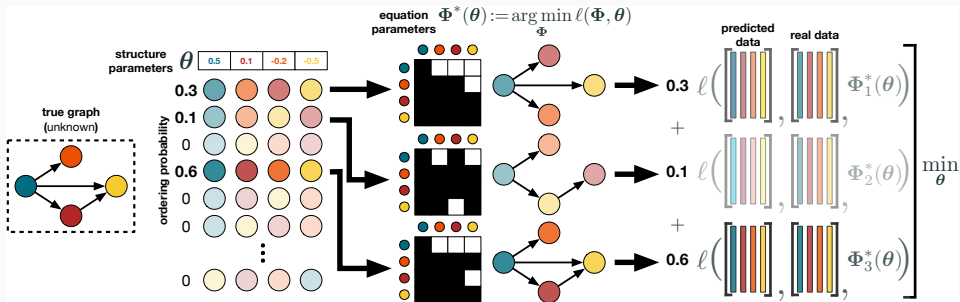 equation
parameters
Φ*(θ) := arg min ℓ(Φ, θ)
Φ
predicted
data
real data
structure
parameters
θ
0.5
0.1
-0.2
-0.5
true graph
(unknown)
ordering probability
0.3
0.1
0
0.6
0
0
0
0.3 ℓ( , , Φ₁*(θ))
+
0.1 ℓ( , , Φ₂*(θ))
+
0.6 ℓ( , , Φ₃*(θ))
min
θ